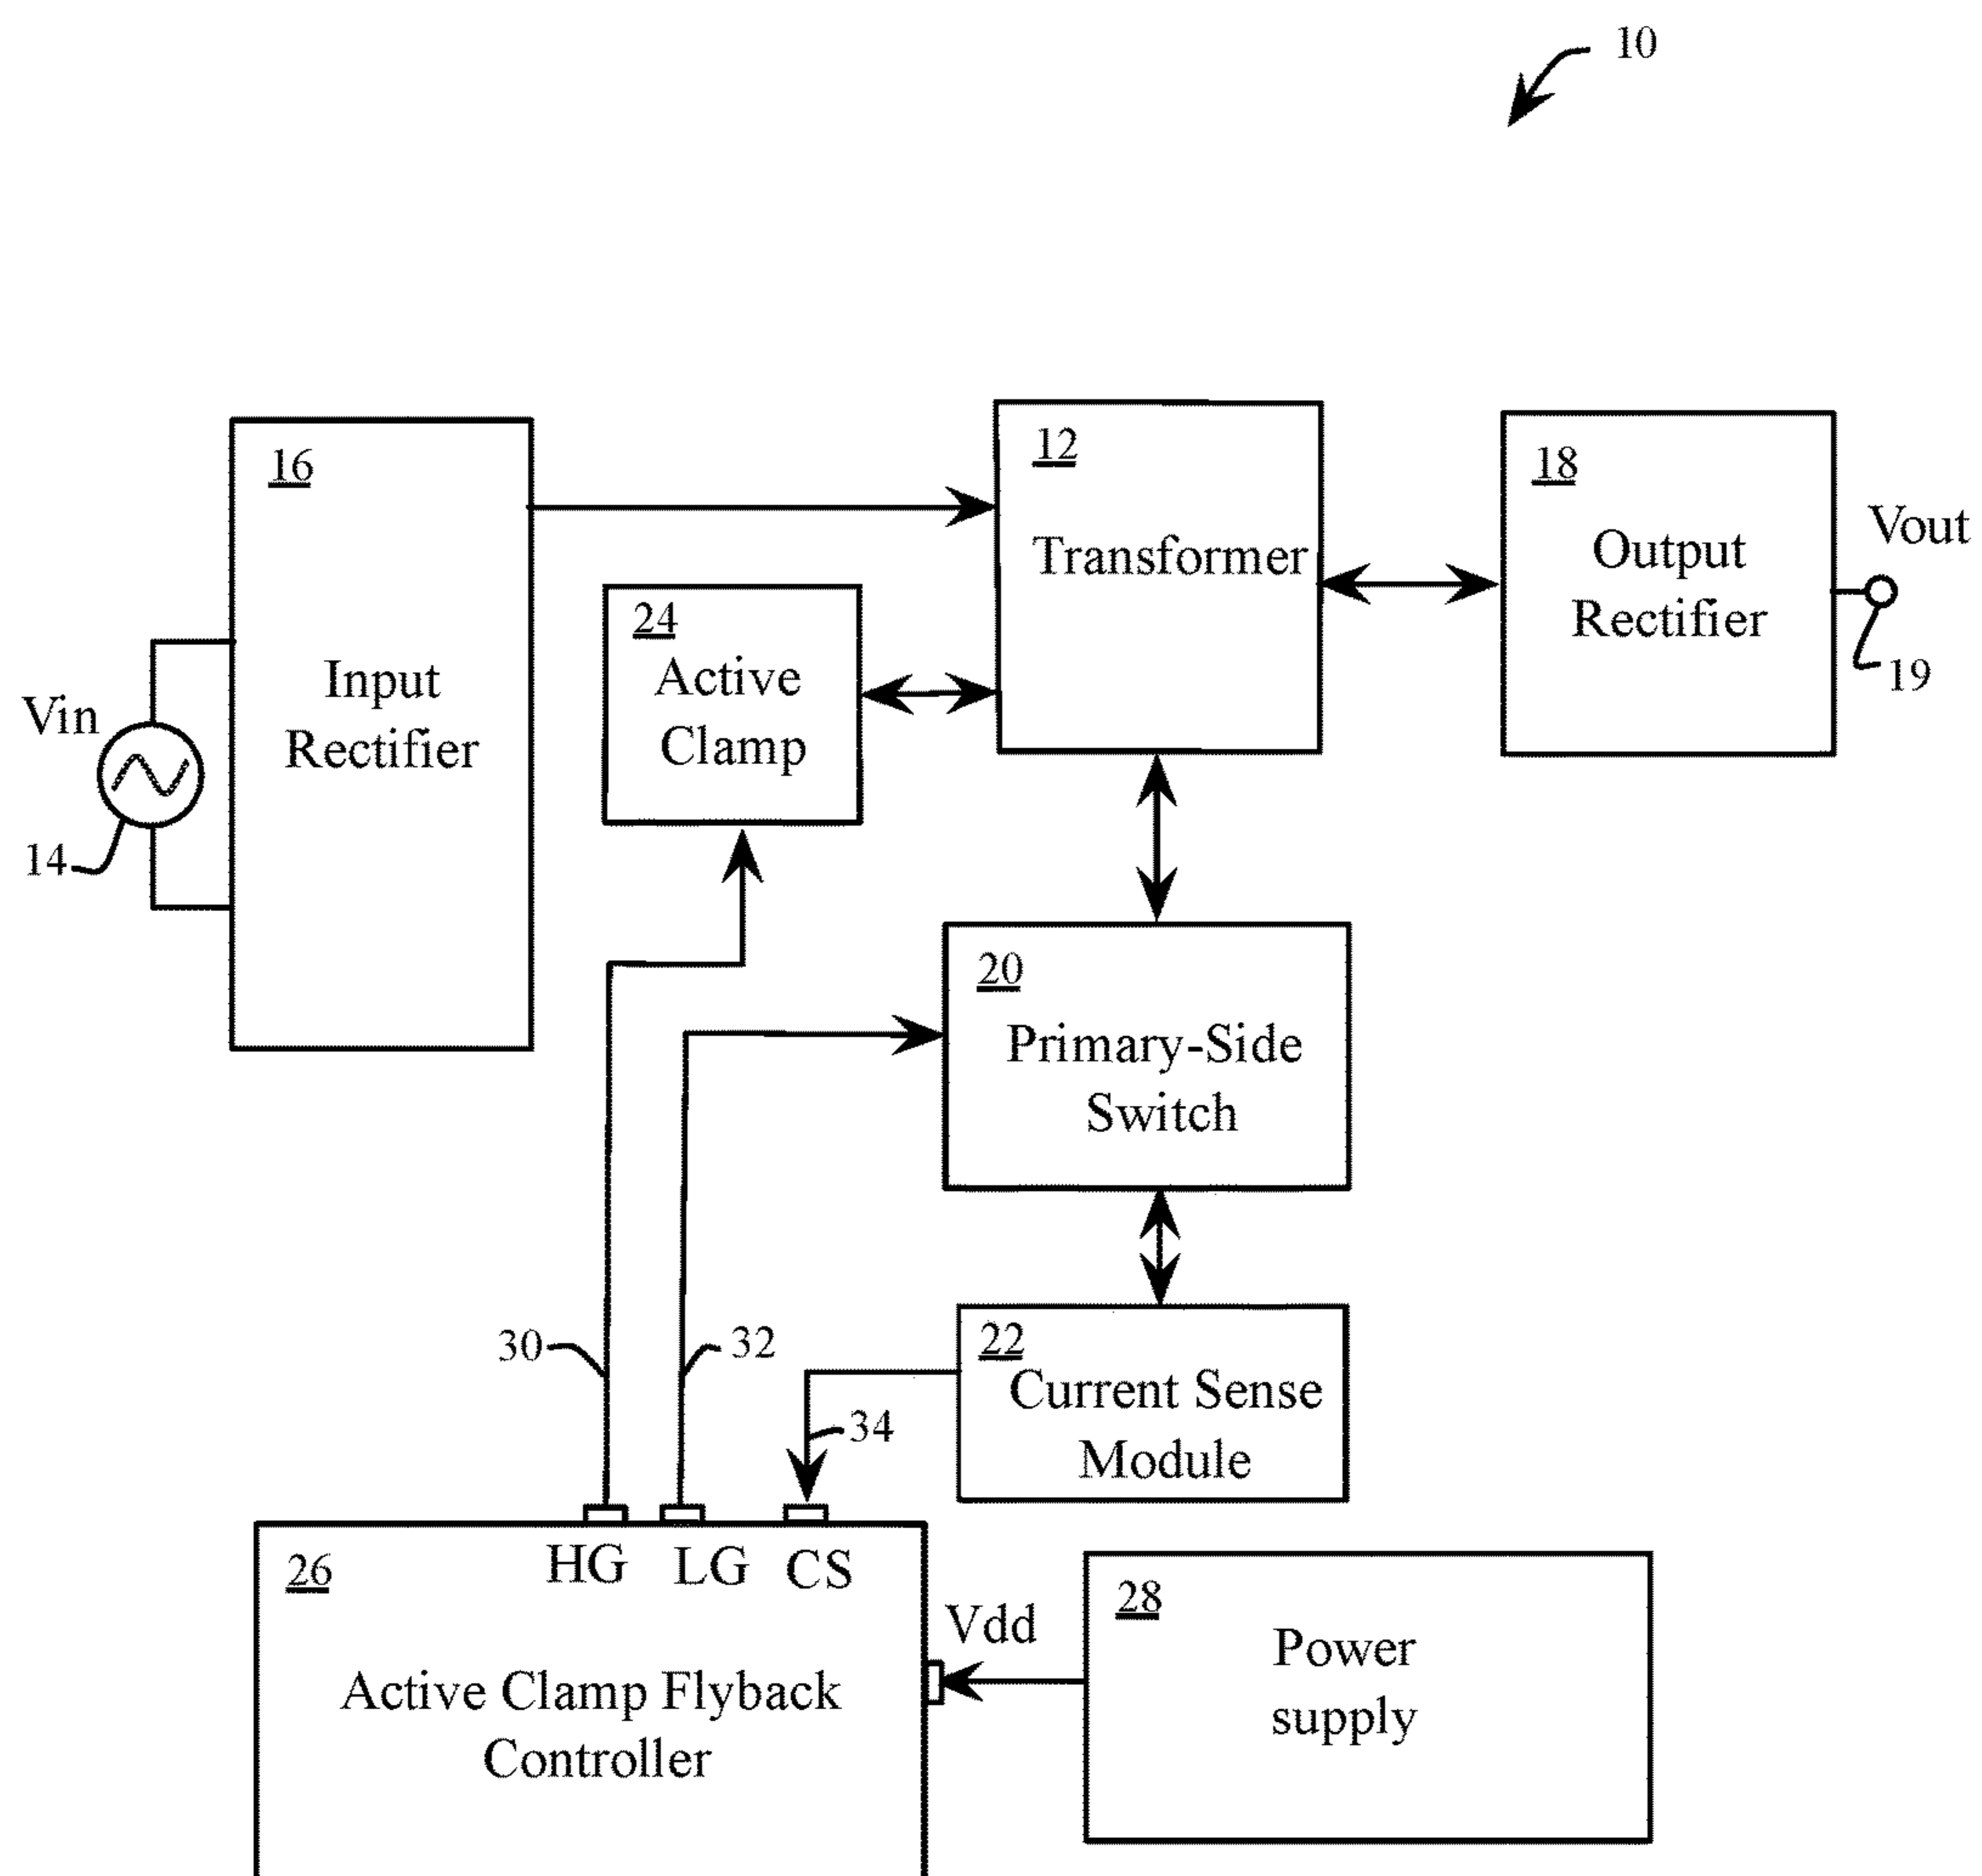 10
16
Input
Rectifier
Vin
14
12
Transformer
18
Output
Rectifier
Vout
19
24
Active
Clamp
20
Primary-Side
Switch
30
32
34
22
Current Sense
Module
26
HG LG CS
Active Clamp Flyback
Controller
Vdd
28
Power
supply